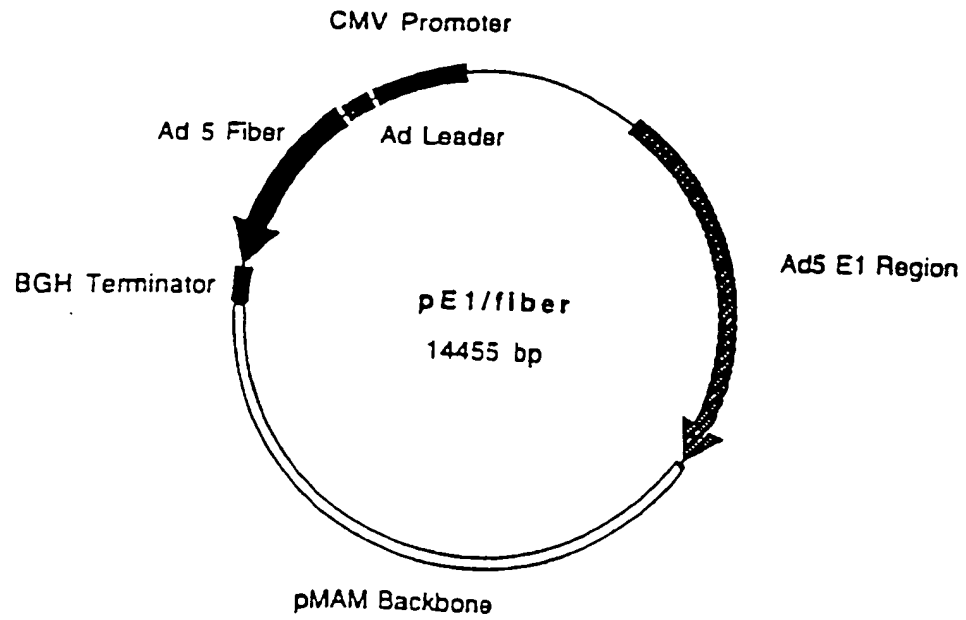 CMV Promoter
Ad 5 Fiber
Ad Leader
BGH Terminator
Ad5 E1 Region
pE1/fiber
14455 bp
pMAM Backbone